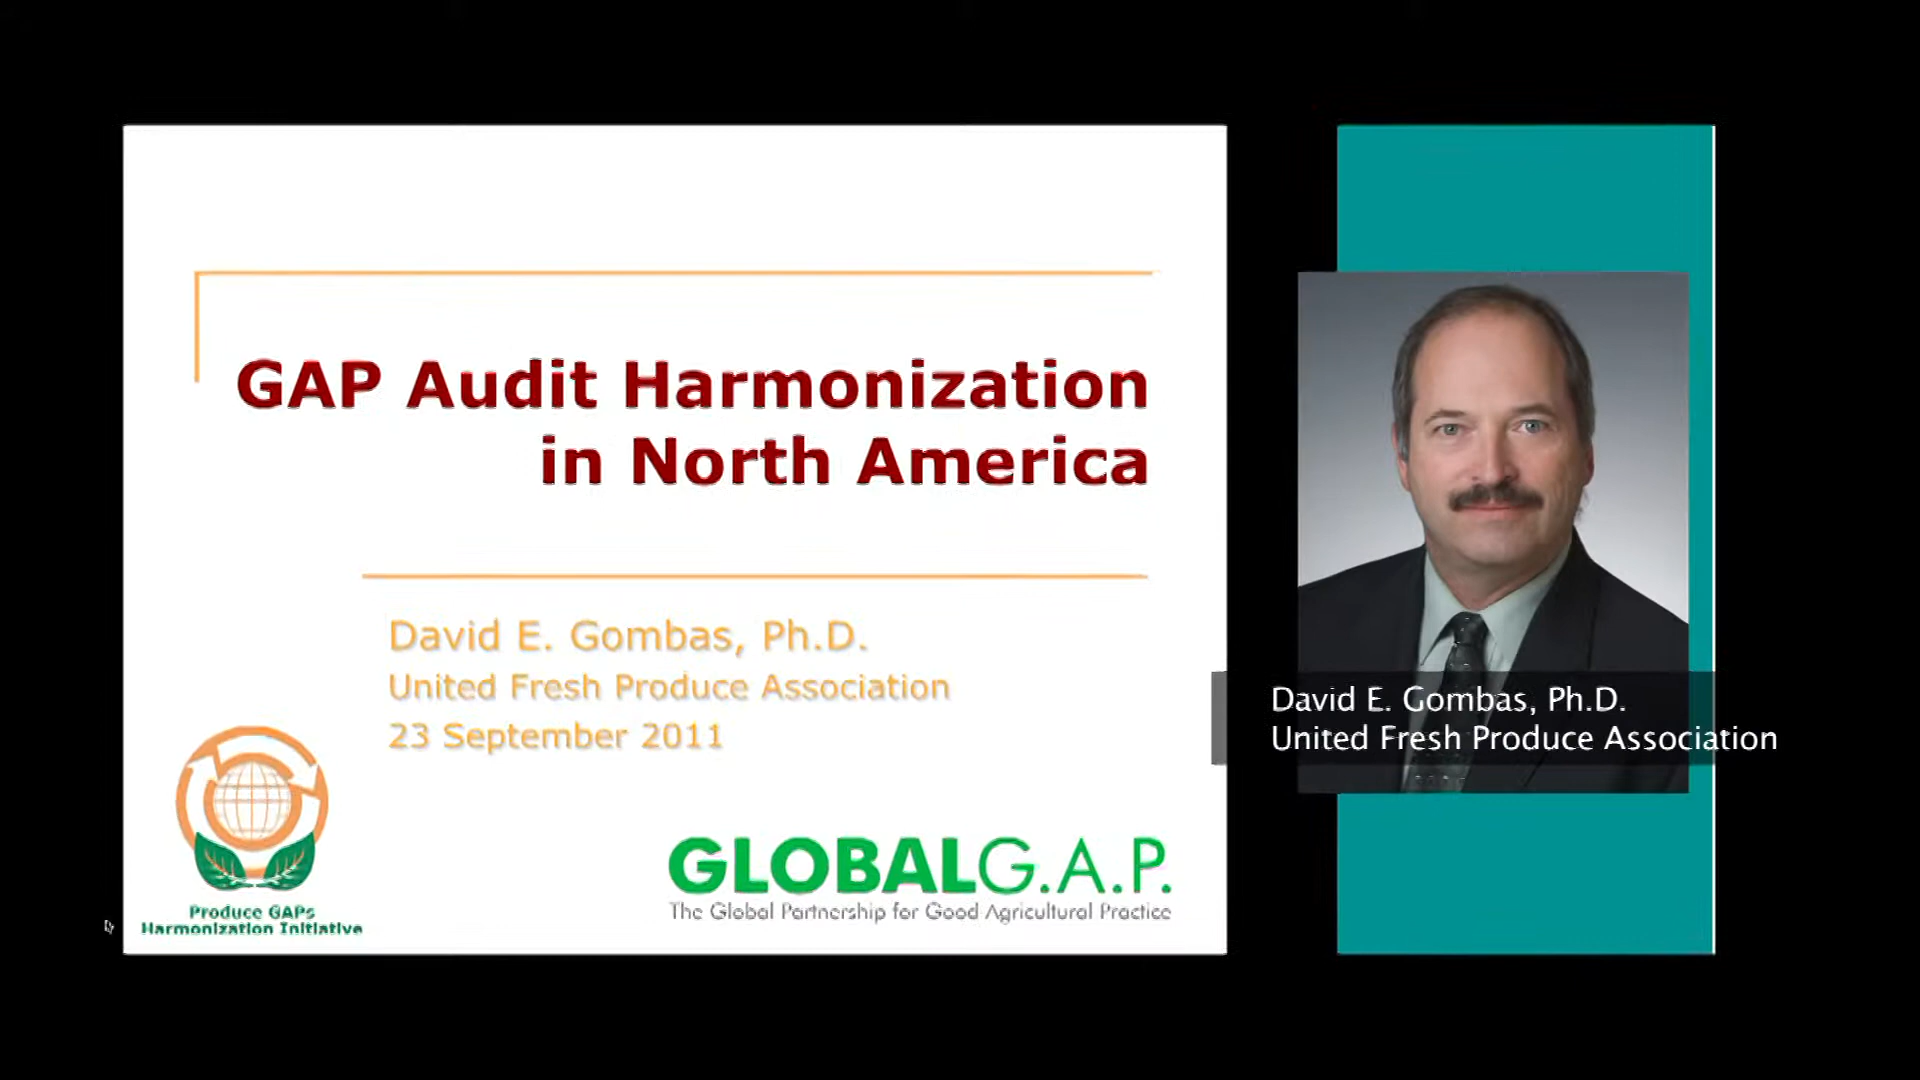 GAP Audit Harmonization
in North America
David E. Gombas, Ph.D.
United Fresh Produce Association
23 September 2011
Produce GAPs
Harmonization Initiative
GLOBALG.A.P.
The Global Partnership for Good Agricultural Practice
David E. Gombas, Ph.D.
United Fresh Produce Association